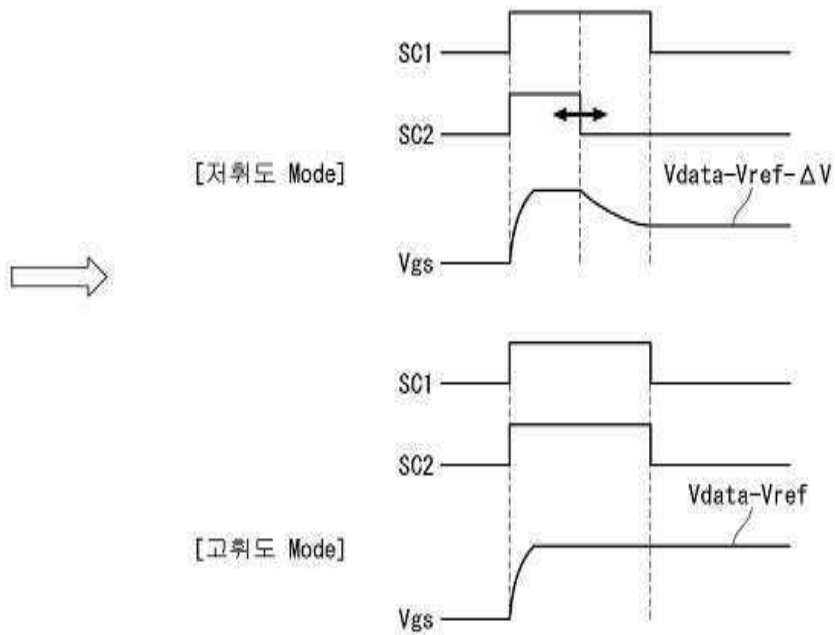 SC1
SC2
[저휘도 Mode]
Vdata-Vref-ΔV
Vgs
SC1
SC2
Vdata-Vref
[고휘도 Mode]
Vgs